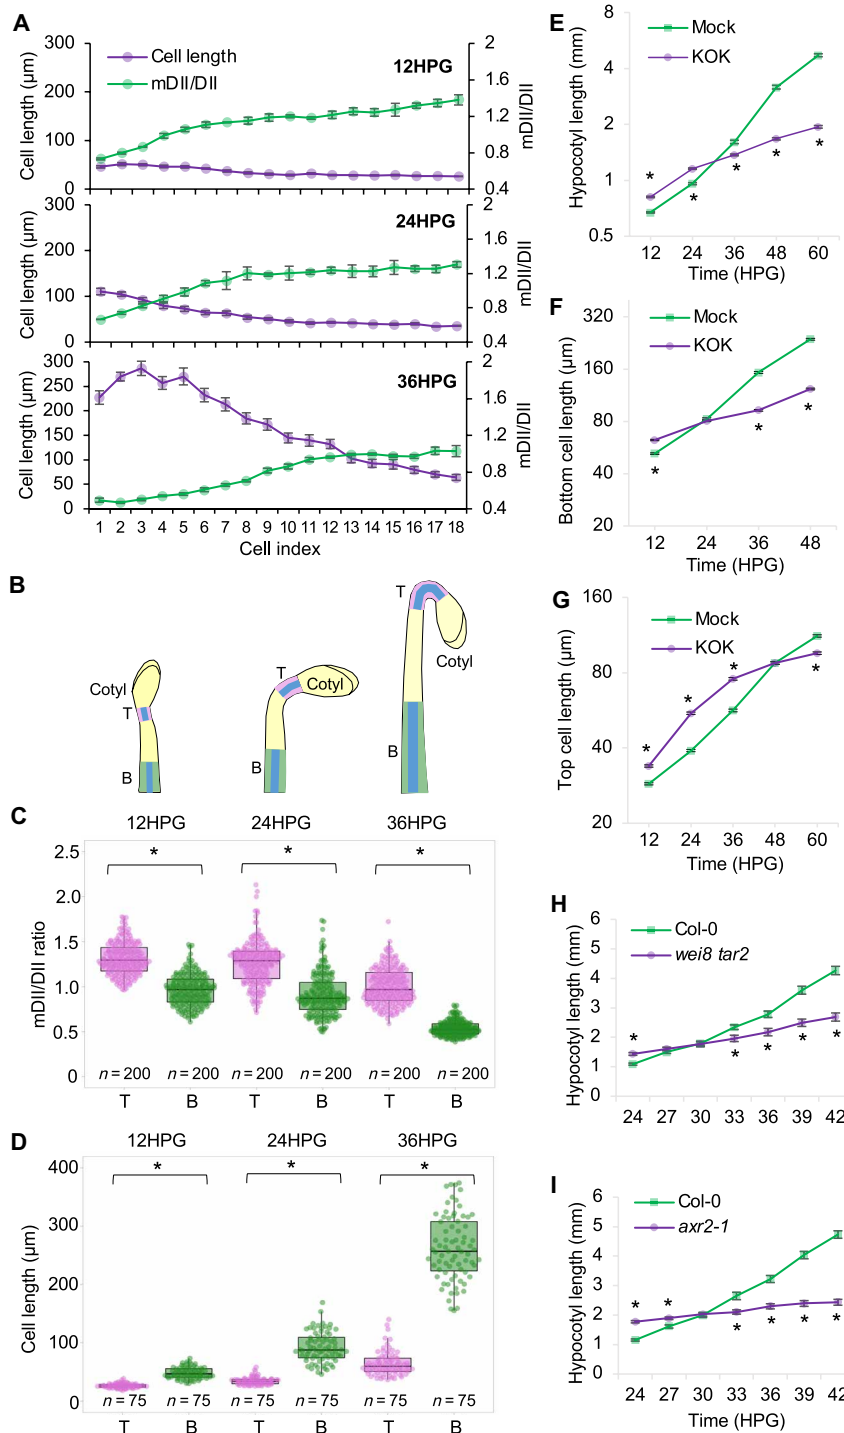 A
Cell length
mDII/DII
12HPG
Cell length (μm)
300
200
100
0
mDII/DII
2
1.6
1.2
0.8
0.4
24HPG
Cell length (μm)
300
200
100
0
mDII/DII
2
1.6
1.2
0.8
0.4
36HPG
Cell length (μm)
300
250
200
150
100
50
0
mDII/DII
2
1.6
1.2
0.8
0.4
1 2 3 4 5 6 7 8 9 10 11 12 13 14 15 16 17 18
Cell index
B
Cotyl
T
B
T
Cotyl
B
T
Cotyl
B
C
12HPG 24HPG 36HPG
* * *
mDII/DII ratio
2.5
2.0
1.5
1.0
0.5
0
n = 200 n = 200 n = 200 n = 200 n = 200 n = 200
T B T B T B
D
12HPG 24HPG 36HPG
* * *
Cell length (μm)
400
300
200
100
0
n = 75 n = 75 n = 75 n = 75 n = 75 n = 75
T B T B T B
E
Mock
KOK
Hypocotyl length (mm)
8
4
2
1
0.5
* * * * *
12 24 36 48 60
Time (HPG)
F
Mock
KOK
Bottom cell length (μm)
320
160
80
40
20
* * *
12 24 36 48
Time (HPG)
G
Mock
KOK
Top cell length (μm)
160
80
40
20
* * * *
12 24 36 48 60
Time (HPG)
H
Col-0
wei8 tar2
Hypocotyl length (mm)
6
5
4
3
2
1
0
* * * * *
24 27 30 33 36 39 42
I
Col-0
axr2-1
Hypocotyl length (mm)
6
5
4
3
2
1
0
* * * * * *
24 27 30 33 36 39 42
Time (HPG)